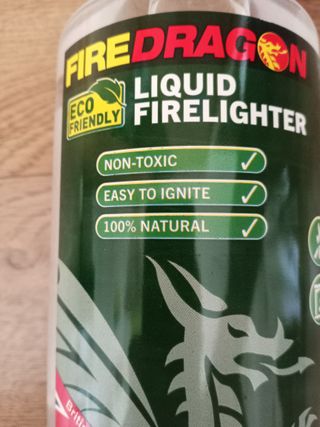 FIREDRAGON
ECO
FRIENDLY
LIQUID
FIRELIGHTER
NON-TOXIC
EASY TO IGNITE
100% NATURAL